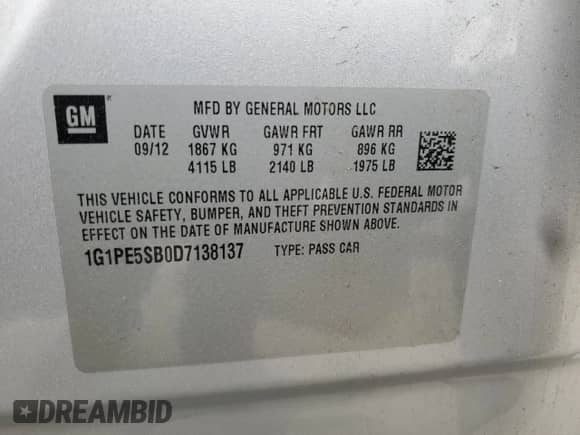 GM
MFD BY GENERAL MOTORS LLC
DATE GVWR GAWR FRT GAWR RR
09/12 1867 KG 971 KG 896 KG
4115 LB 2140 LB 1975 LB
THIS VEHICLE CONFORMS TO ALL APPLICABLE U.S. FEDERAL MOTOR
VEHICLE SAFETY, BUMPER, AND THEFT PREVENTION STANDARDS IN
EFFECT ON THE DATE OF MANUFACTURE SHOWN ABOVE.
1G1PE5SB0D7138137 TYPE: PASS CAR
DREAMBID